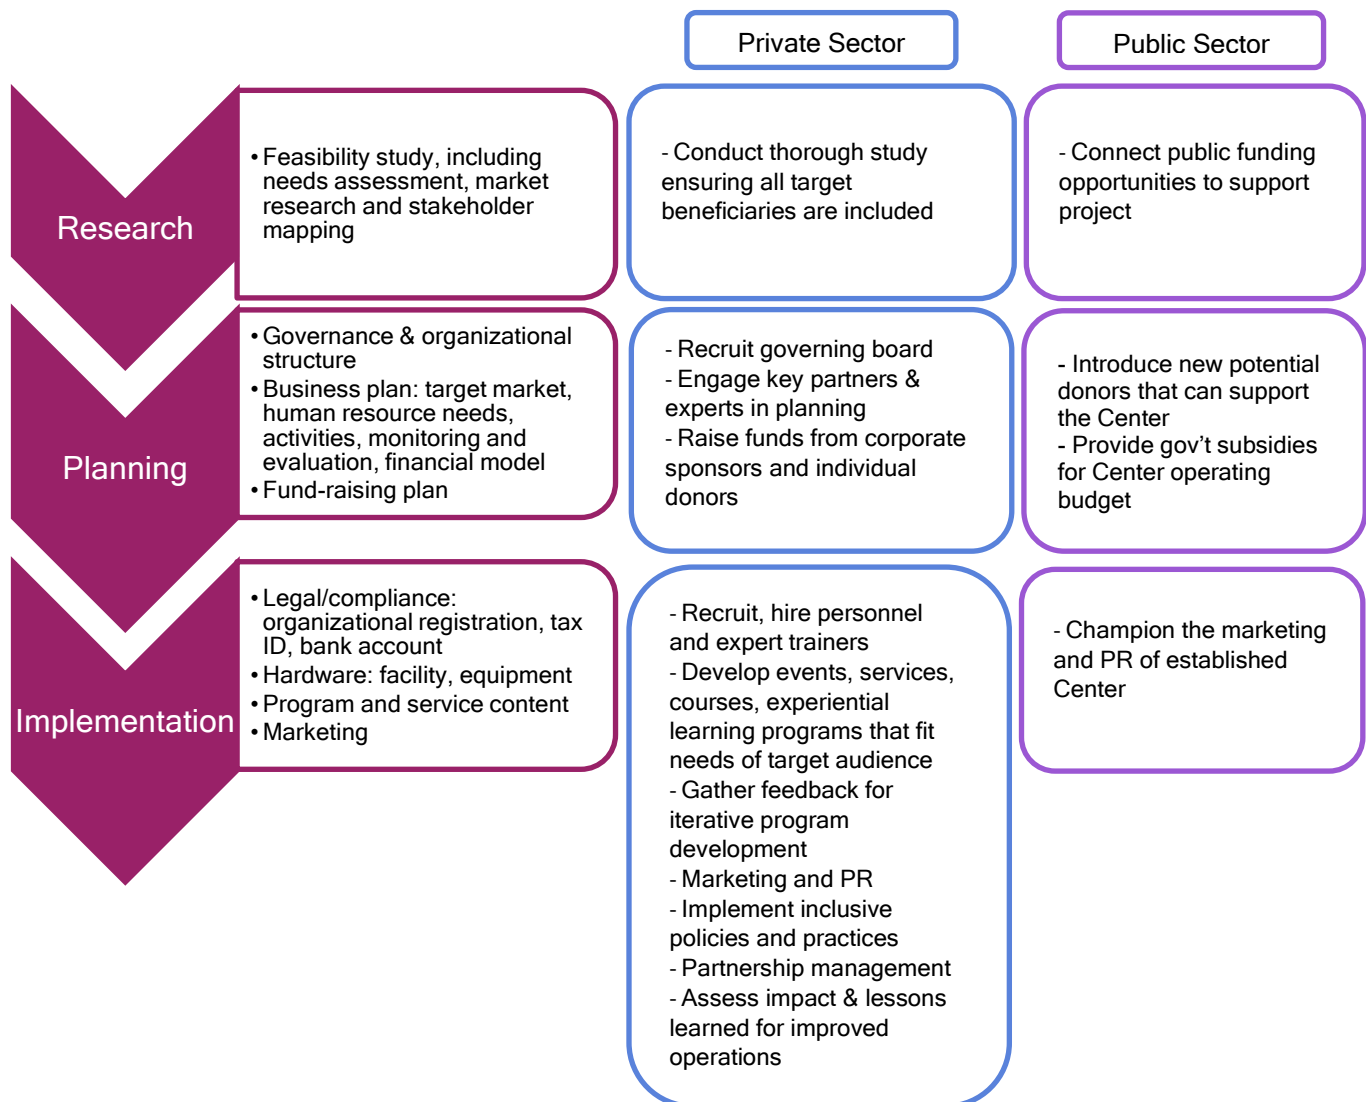 Private Sector
Public Sector
Research
• Feasibility study, including
needs assessment, market
research and stakeholder
mapping
- Conduct thorough study
ensuring all target
beneficiaries are included
- Connect public funding
opportunities to support
project
Planning
• Governance & organizational
structure
• Business plan: target market,
human resource needs,
activities, monitoring and
evaluation, financial model
• Fund-raising plan
- Recruit governing board
- Engage key partners &
experts in planning
- Raise funds from corporate
sponsors and individual
donors
- Introduce new potential
donors that can support
the Center
- Provide gov’t subsidies
for Center operating
budget
Implementation
• Legal/compliance:
organizational registration, tax
ID, bank account
• Hardware: facility, equipment
• Program and service content
• Marketing
- Recruit, hire personnel
and expert trainers
- Develop events, services,
courses, experiential
learning programs that fit
needs of target audience
- Gather feedback for
iterative program
development
- Marketing and PR
- Implement inclusive
policies and practices
- Partnership management
- Assess impact & lessons
learned for improved
operations
- Champion the marketing
and PR of established
Center